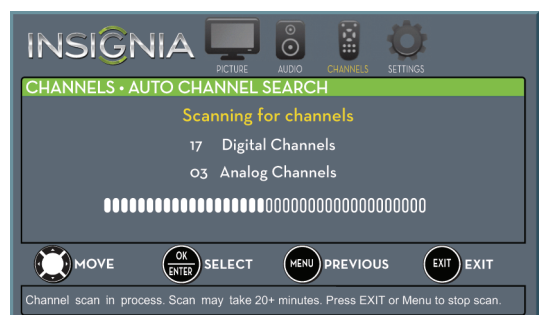 INSIGNIA
PICTURE AUDIO CHANNELS SETTINGS
CHANNELS • AUTO CHANNEL SEARCH
Scanning for channels
17 Digital Channels
03 Analog Channels
MOVE OK ENTER SELECT MENU PREVIOUS EXIT EXIT
Channel scan in process. Scan may take 20+ minutes. Press EXIT or Menu to stop scan.